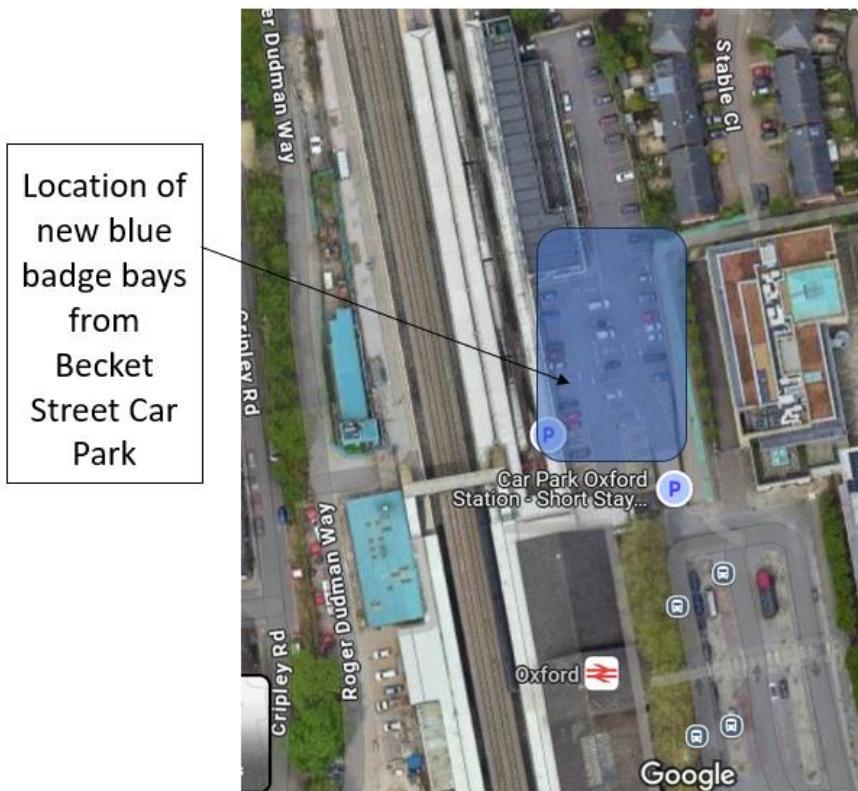 er Dudman Way
Stable Cl
Location of
new blue
badge bays
from
Becket
Street Car
Park
Cripley Rd
P
Car Park Oxford
Station - Short Stay...
P
Roger Dudman Way
Cripley Rd
Oxford
Google